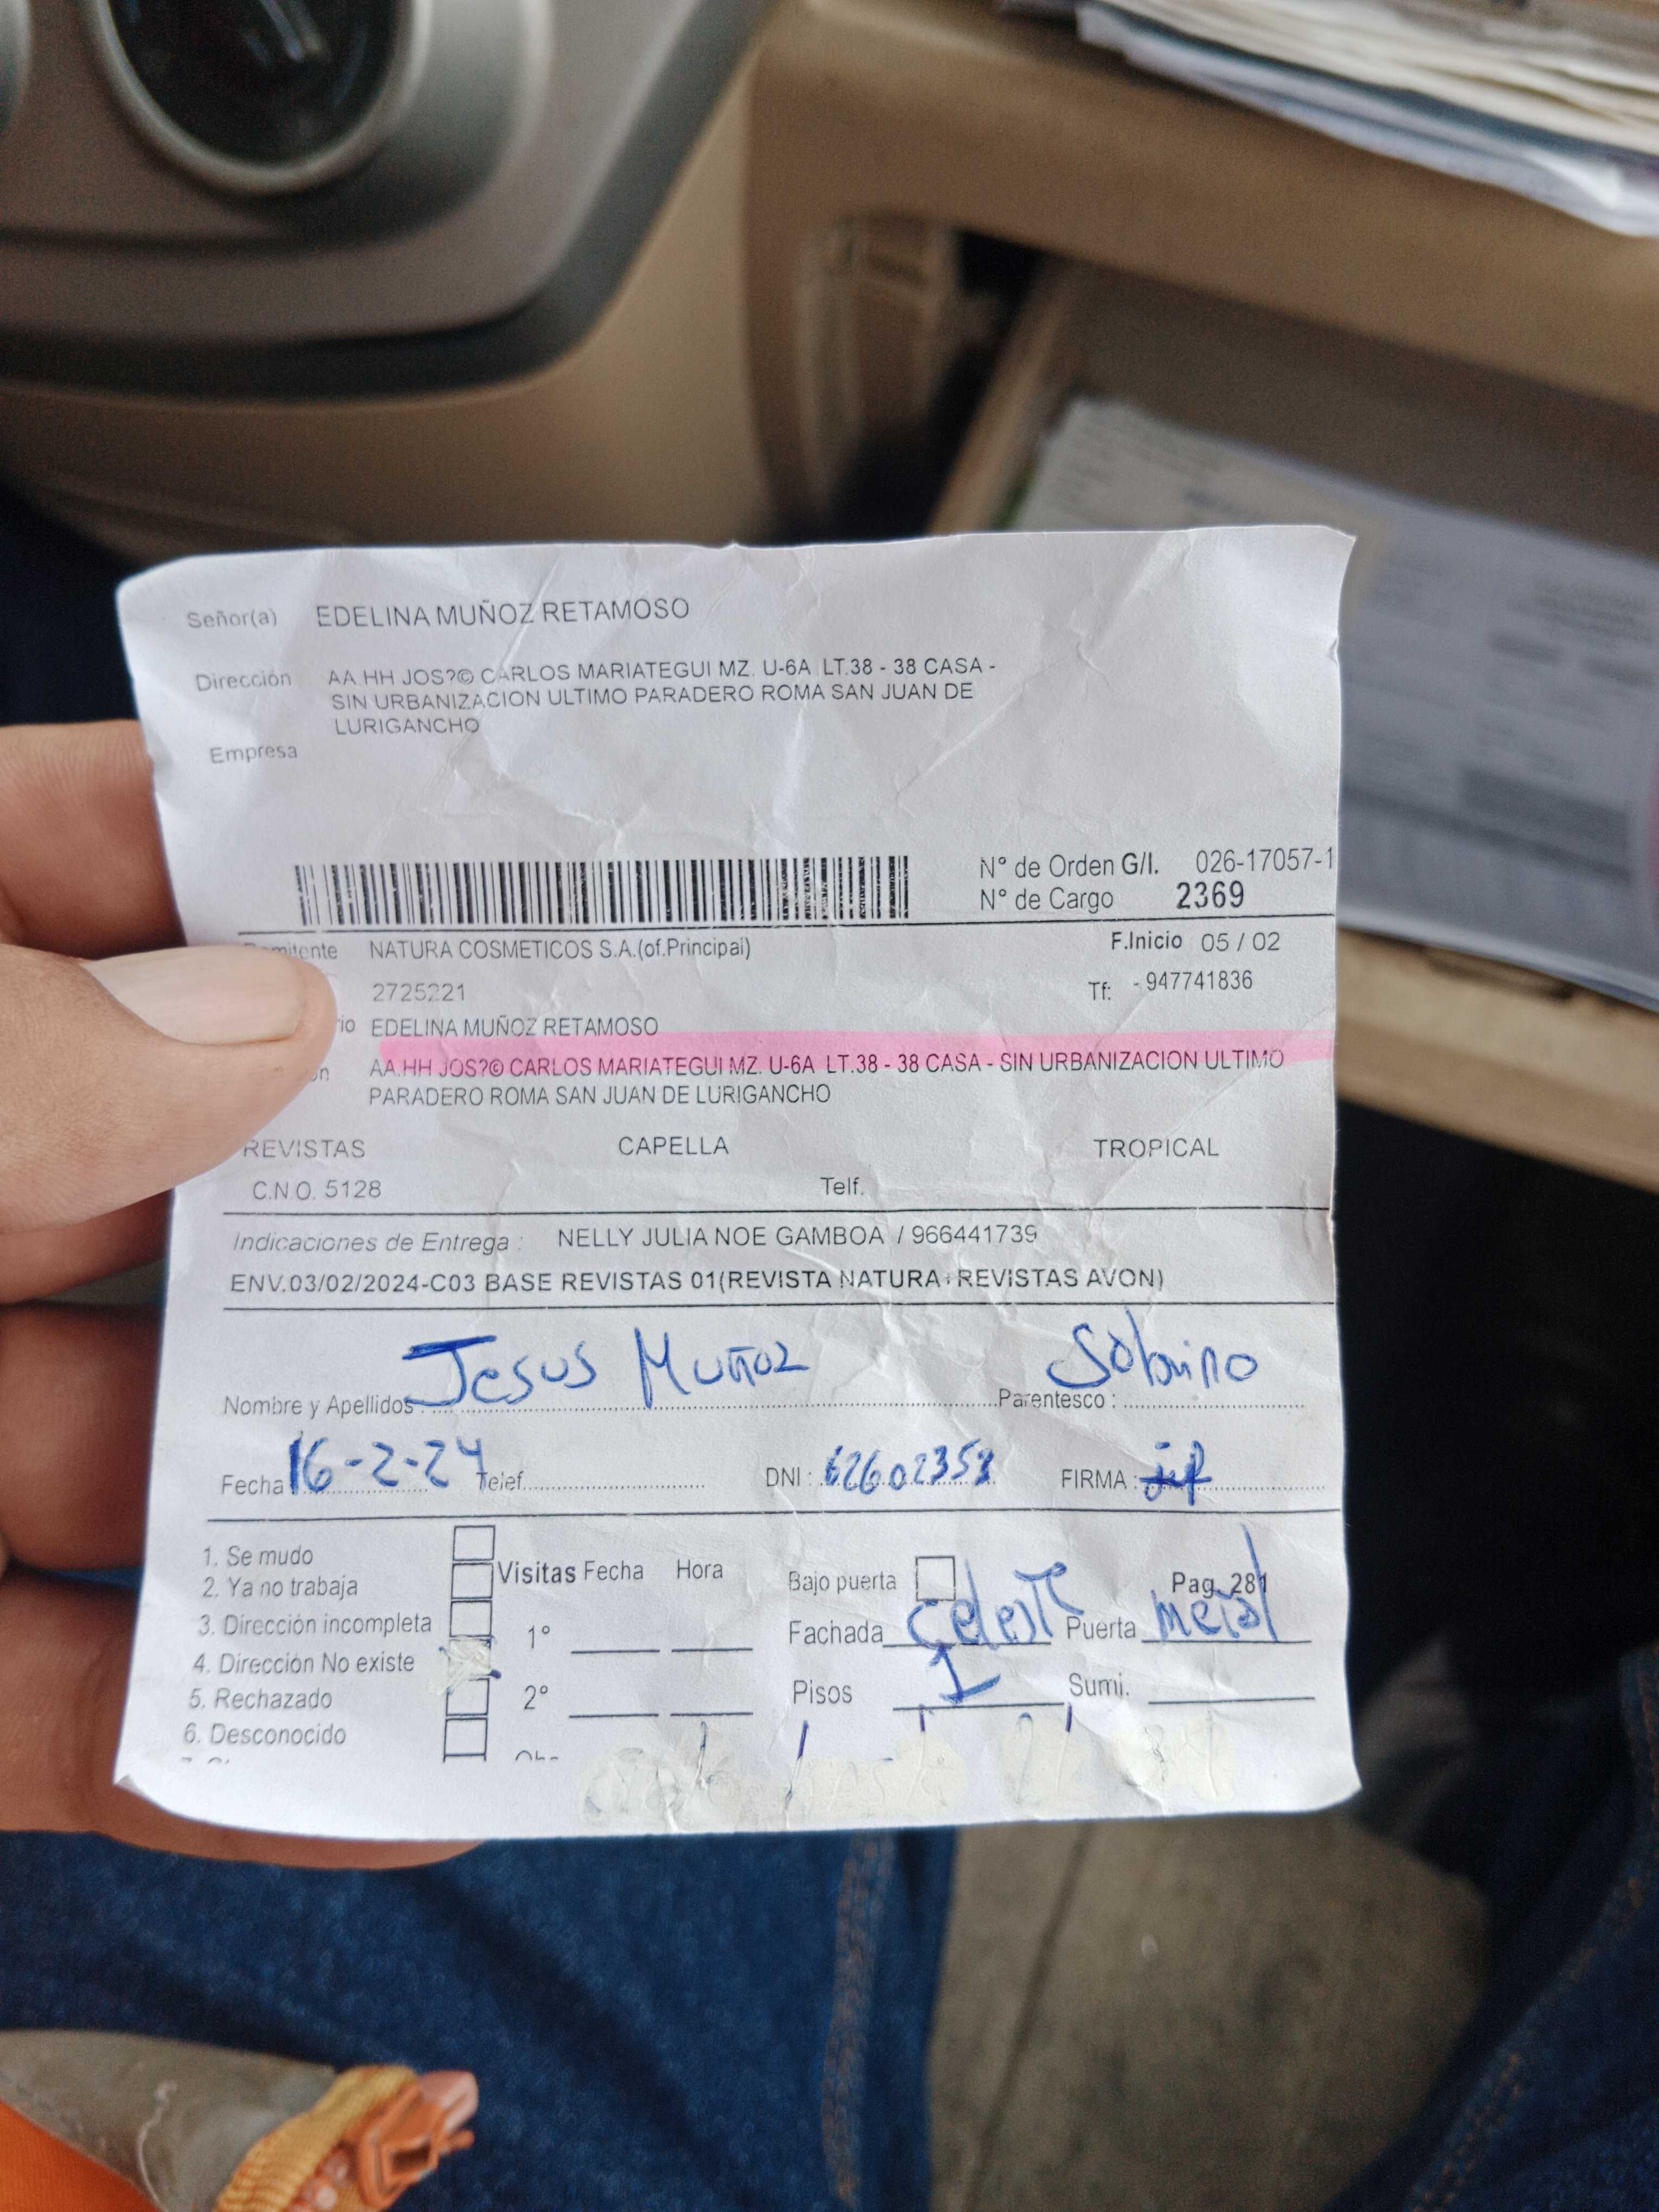 Señor(a) EDELINA MUÑOZ RETAMOSO
Dirección AA.HH JOS?© CARLOS MARIATEGUI MZ. U-6A LT.38 - 38 CASA -
SIN URBANIZACION ULTIMO PARADERO ROMA SAN JUAN DE
LURIGANCHO
Empresa
N° de Orden G/I. 026-17057-1
N° de Cargo 2369
mitente NATURA COSMETICOS S.A.(of.Principal) F.Inicio 05 / 02
2725221 Tf: - 947741836
rio EDELINA MUÑOZ RETAMOSO
ón AA.HH JOS?© CARLOS MARIATEGUI MZ. U-6A LT.38 - 38 CASA - SIN URBANIZACION ULTIMO
PARADERO ROMA SAN JUAN DE LURIGANCHO
REVISTAS CAPELLA TROPICAL
C.N.O. 5128 Telf.
Indicaciones de Entrega : NELLY JULIA NOE GAMBOA / 966441739
ENV.03/02/2024-C03 BASE REVISTAS 01(REVISTA NATURA+REVISTAS AVON)
Nombre y Apellidos : Jesus Muñoz Parentesco : Sobrino
Fecha 16-2-24 Telef. DNI : 62602353 FIRMA :
1. Se mudo
2. Ya no trabaja
3. Dirección incompleta
4. Dirección No existe
5. Rechazado
6. Desconocido
Visitas Fecha Hora
1°
2°
Bajo puerta Pag. 281
Fachada celeste Puerta metal
Pisos 1 Sumi.